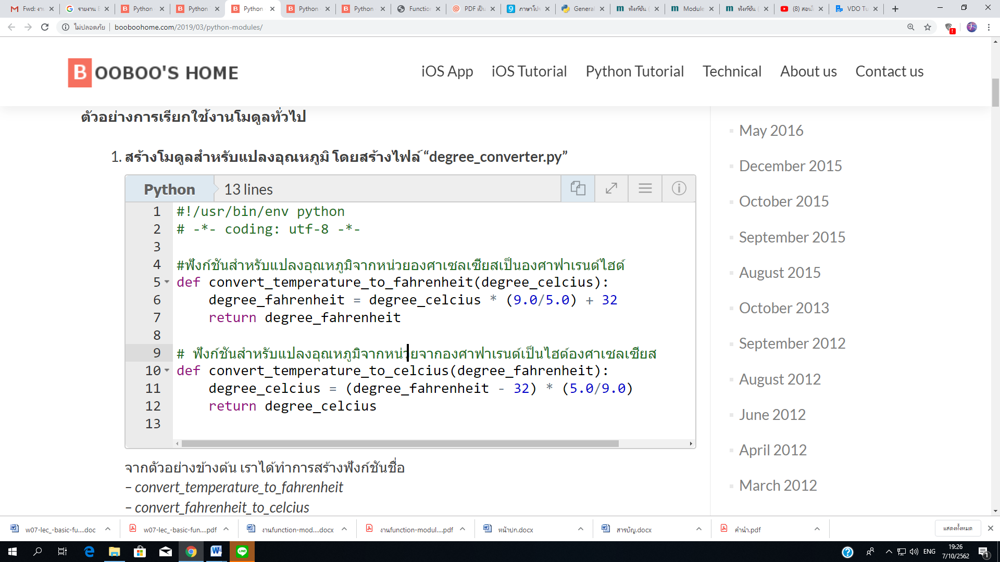 Fwd: งา
รายงาน E
Python
Python
Python
Python
Python
Function
PDF เป็น
ภาษาโปร
General
ฟังก์ชัน (
Module
ฟังก์ชัน (
(8) สอนใ
VDO Tu
ไม่ปลอดภัย
booboohome.com/2019/03/python-modules/
BOOBOO'S HOME
iOS App
iOS Tutorial
Python Tutorial
Technical
About us
Contact us
ตัวอย่างการเรียกใช้งานโมดูลทั่วไป
1. สร้างโมดูลสำหรับแปลงอุณหภูมิ โดยสร้างไฟล์ “degree_converter.py”
Python
13 lines
1 #!/usr/bin/env python
2 # -*- coding: utf-8 -*-
3
4 #ฟังก์ชันสำหรับแปลงอุณหภูมิจากหน่วยองศาเซลเซียสเป็นองศาฟาเรนต์ไฮต์
5 def convert_temperature_to_fahrenheit(degree_celcius):
6 degree_fahrenheit = degree_celcius * (9.0/5.0) + 32
7 return degree_fahrenheit
8
9 # ฟังก์ชันสำหรับแปลงอุณหภูมิจากหน่วยจากองศาฟาเรนต์เป็นไฮต์องศาเซลเซียส
10 def convert_temperature_to_celcius(degree_fahrenheit):
11 degree_celcius = (degree_fahrenheit - 32) * (5.0/9.0)
12 return degree_celcius
13
จากตัวอย่างข้างต้น เราได้ทำการสร้างฟังก์ชันชื่อ
– convert_temperature_to_fahrenheit
– convert_fahrenheit_to_celcius
May 2016
December 2015
October 2015
September 2015
August 2015
October 2013
September 2012
August 2012
June 2012
April 2012
March 2012
w07-lec_-basic-fu....doc
w07-lec_-basic-fun....pdf
งานfunction-mod....docx
งานfunction-modul....pdf
หน้าปก.docx
สารบัญ.docx
คำนำ.pdf
แสดงทั้งหมด
LINE
ENG
19:26
7/10/2562
1